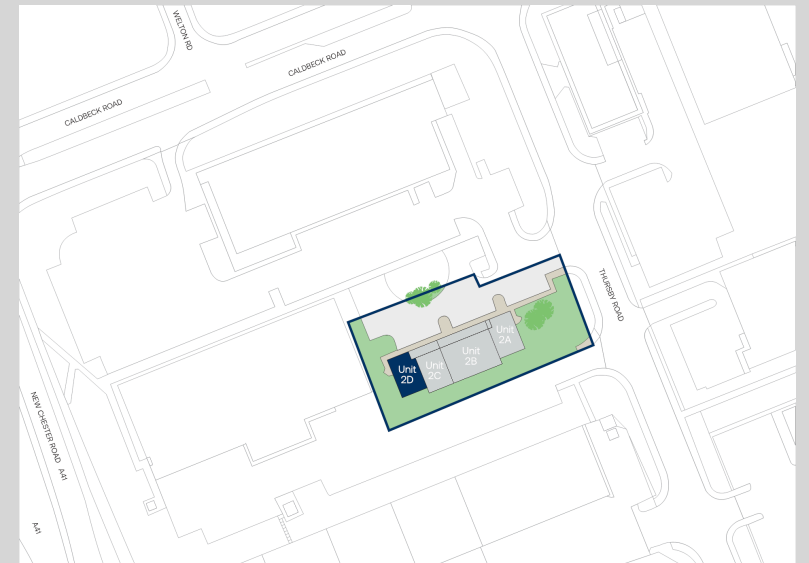 WELTON RD
CALDBECK ROAD
CALDBECK ROAD
THURSBY ROAD
Unit
2A
Unit
2B
Unit
2C
Unit
2D
NEW CHESTER ROAD A41
A41